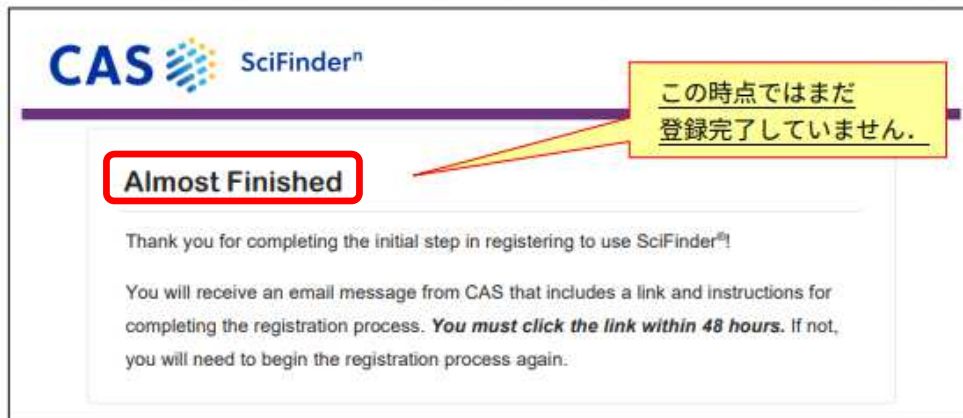 CAS SciFinderⁿ
この時点ではまだ
登録完了していません．
Almost Finished
Thank you for completing the initial step in registering to use SciFinder®!
You will receive an email message from CAS that includes a link and instructions for
completing the registration process. You must click the link within 48 hours. If not,
you will need to begin the registration process again.